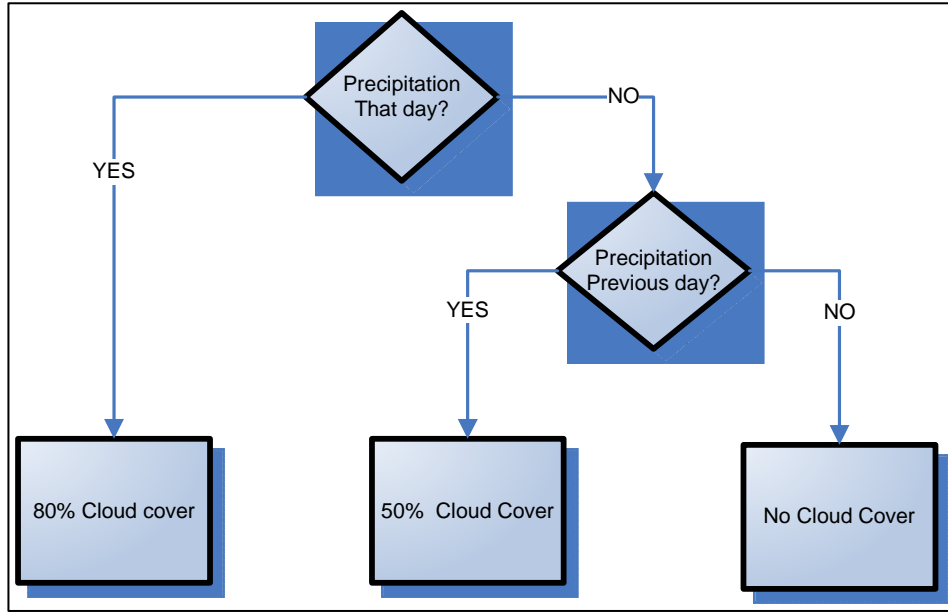 Precipitation
That day?
NO
YES
Precipitation
Previous day?
YES
NO
80% Cloud cover
50% Cloud Cover
No Cloud Cover